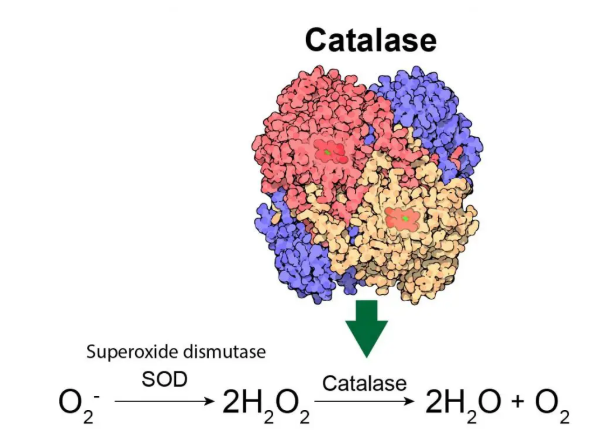 Catalase
Superoxide dismutase
SOD
Catalase
O₂⁻ → 2H₂O₂ → 2H₂O + O₂